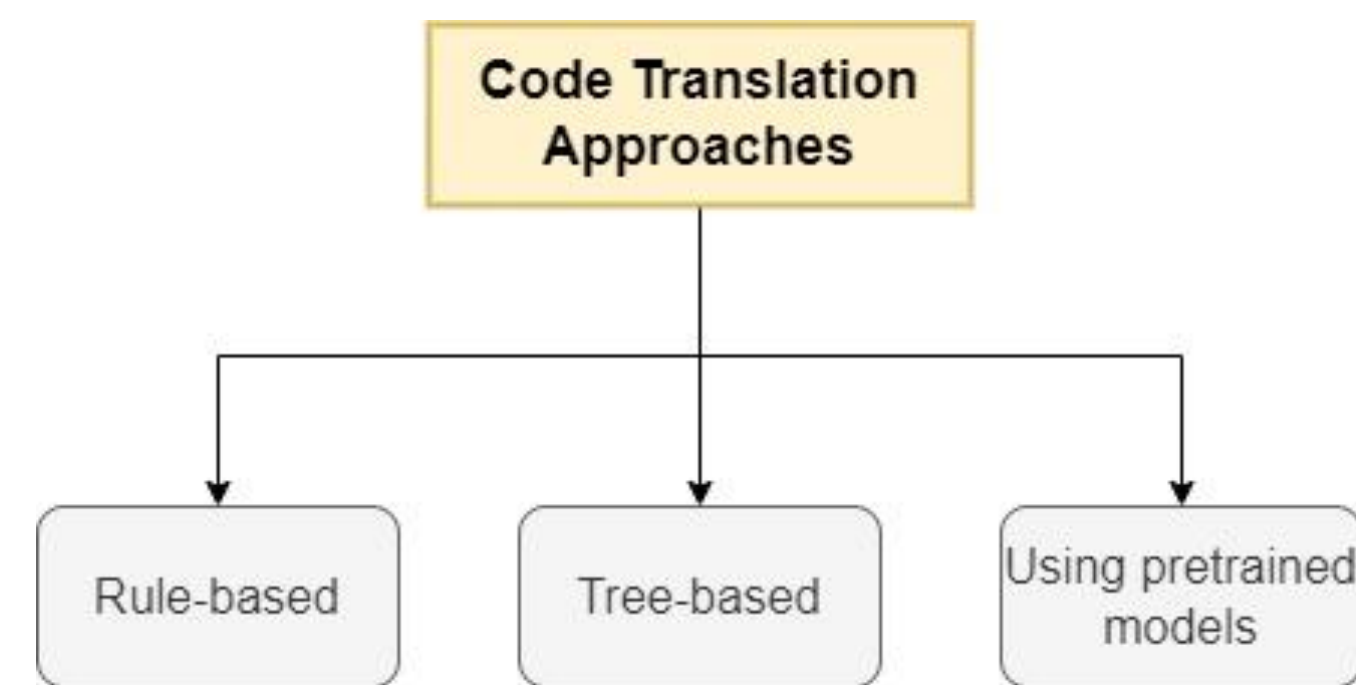 Code Translation
Approaches
Rule-based
Tree-based
Using pretrained
models